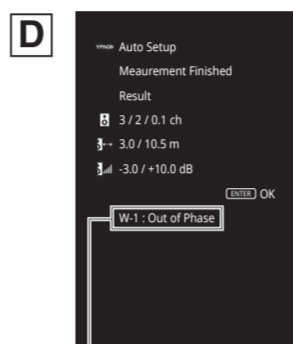 D
YPAO Auto Setup
Meaurement Finished
Result
3 / 2 / 0.1 ch
3.0 / 10.5 m
-3.0 / +10.0 dB
ENTER OK
W-1 : Out of Phase